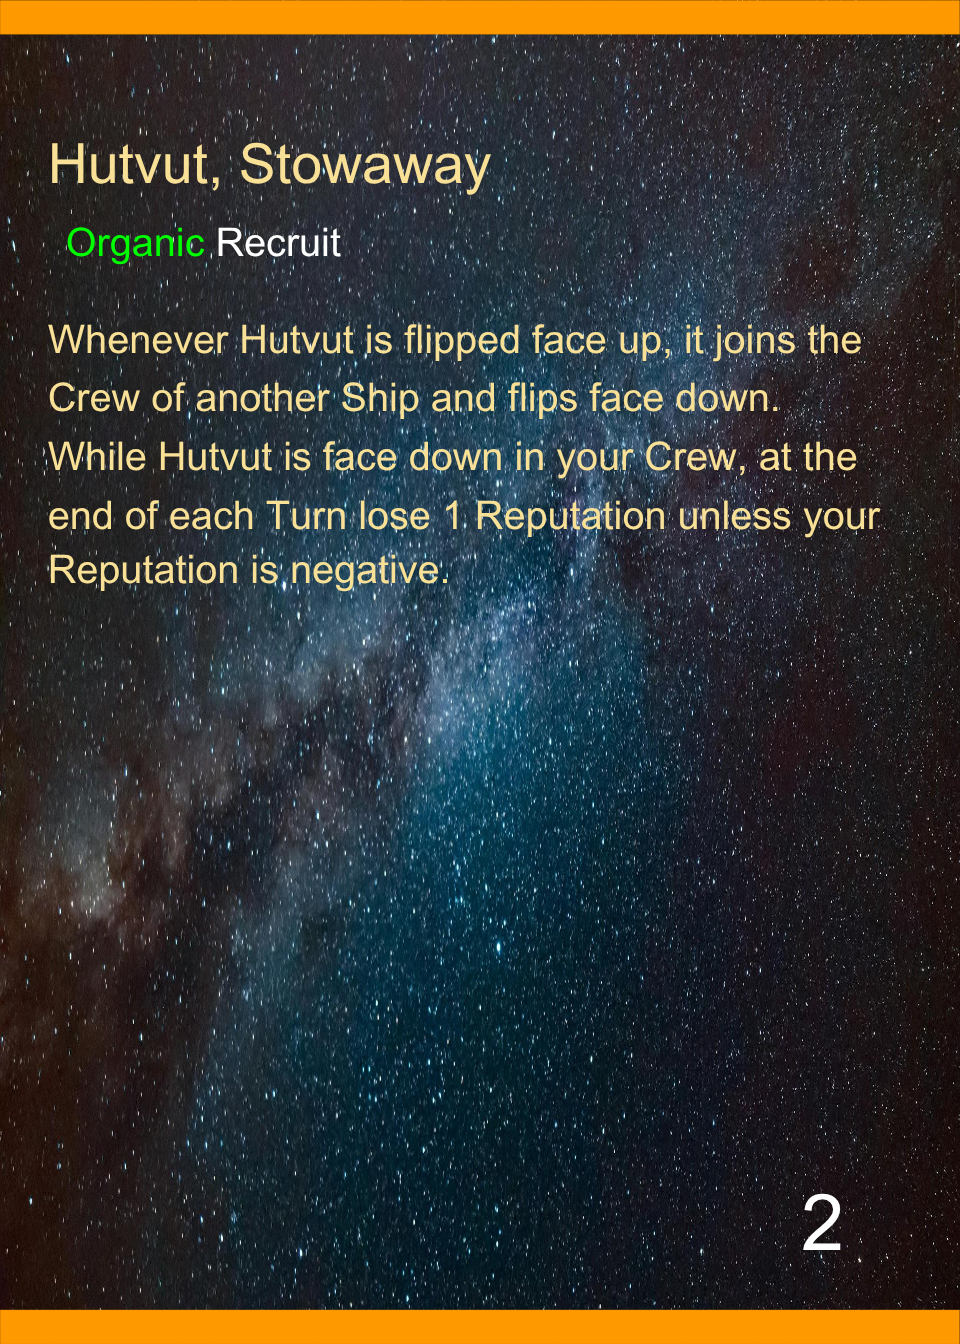 Hutvut, Stowaway
Organic Recruit
Whenever Hutvut is flipped face up, it joins the
Crew of another Ship and flips face down.
While Hutvut is face down in your Crew, at the
end of each Turn lose 1 Reputation unless your
Reputation is negative.
2